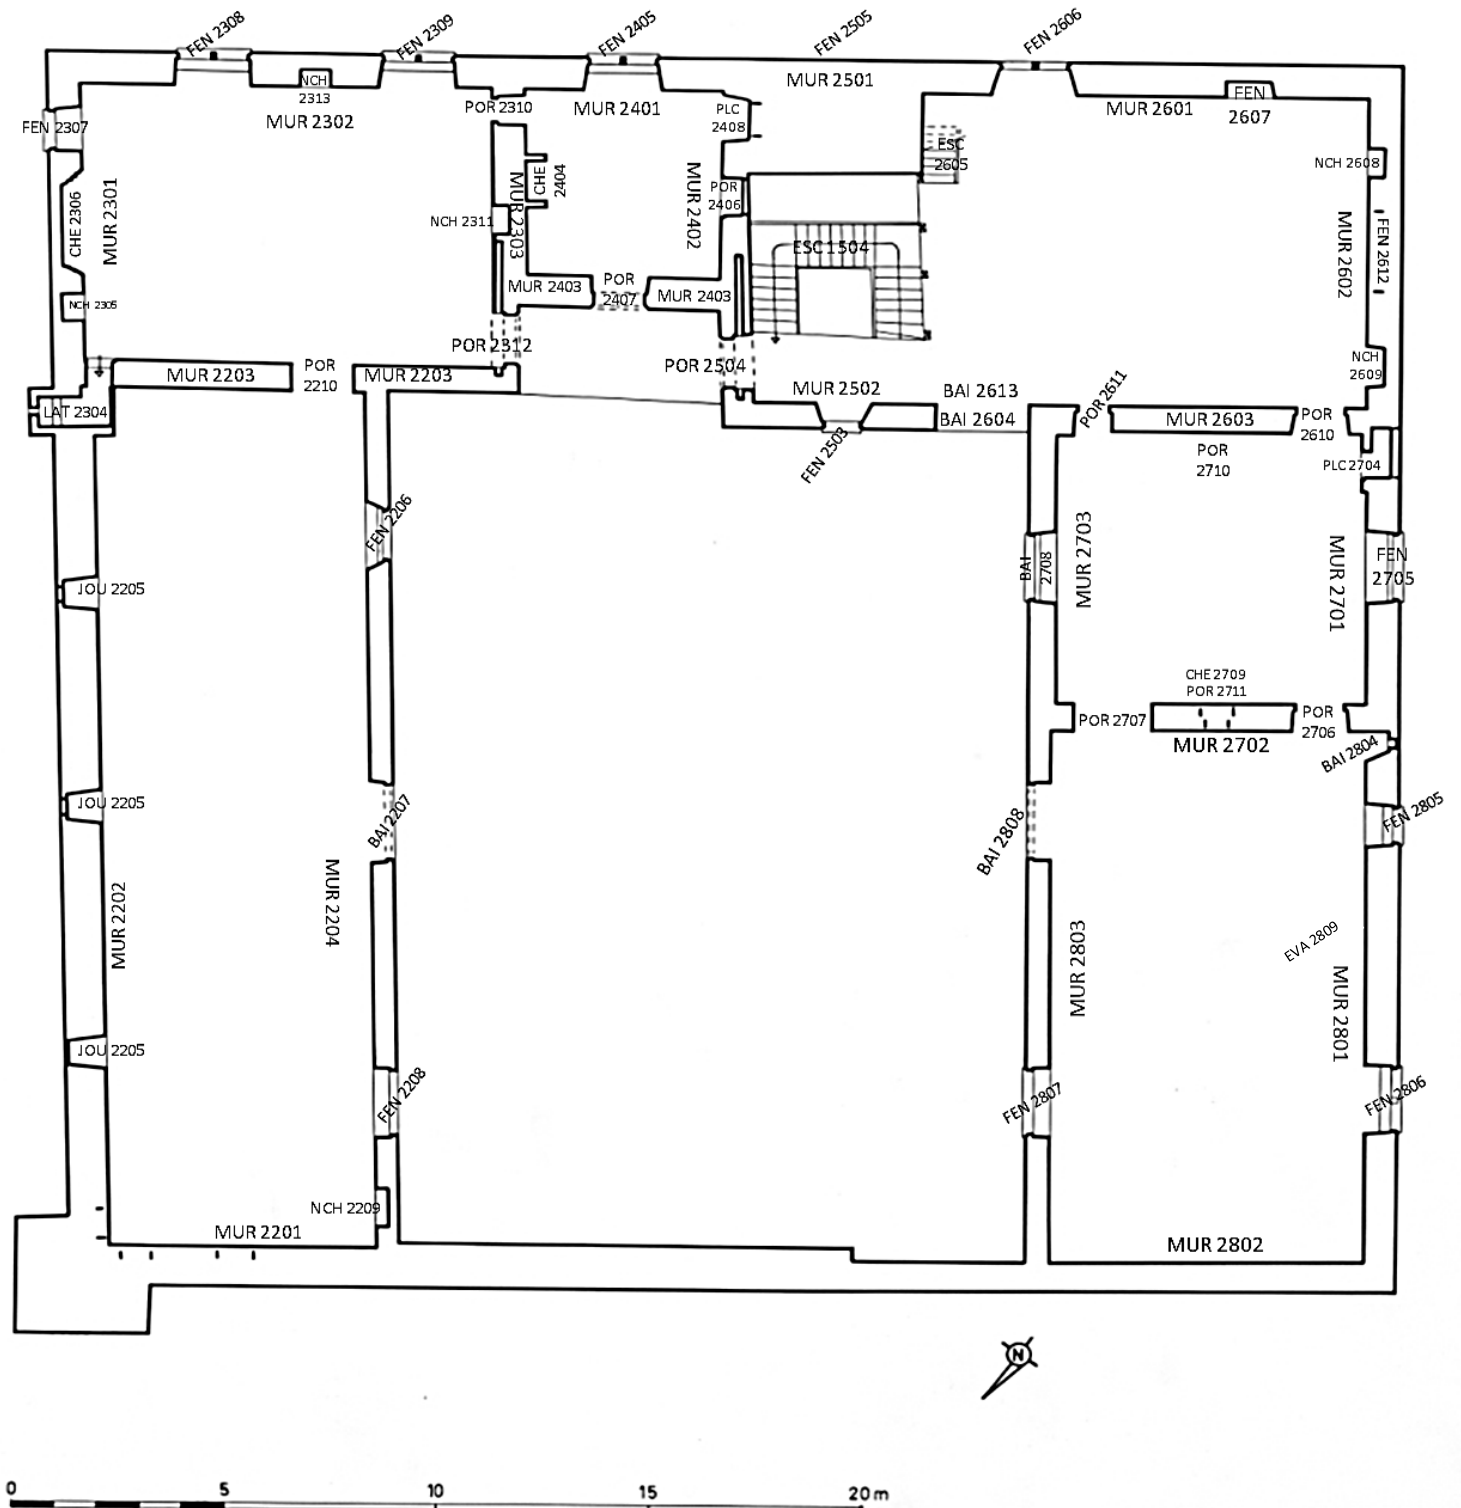 FEN 2308
FEN 2309
FEN 2405
FEN 2505
FEN 2606
NCH
2313
MUR 2302
POR 2310
MUR 2401
PLC
2408
MUR 2501
MUR 2601
FEN
2607
FEN 2307
CHE 2306
MUR 2301
NCH 2305
NCH 2311
MUR 2303
CHE
2404
MUR 2402
POR
2406
ESC
2605
ESC 1504
NCH 2608
MUR 2602
FEN 2612
MUR 2403
POR
2407
MUR 2403
POR 2312
POR 2504
NCH
2609
MUR 2203
POR
2210
MUR 2203
MUR 2502
BAI 2613
BAI 2604
POR 2611
MUR 2603
POR
2610
LAT 2304
FEN 2503
POR
2710
PLC 2704
FEN 2206
BAI
2708
MUR 2703
MUR 2701
FEN
2705
JOU 2205
CHE 2709
POR 2711
POR 2707
POR
2706
MUR 2702
BAI 2804
JOU 2205
BAI 2207
BAI 2808
FEN 2805
MUR 2202
MUR 2204
MUR 2803
EVA 2809
MUR 2801
JOU 2205
FEN 2208
FEN 2807
FEN 2806
NCH 2209
MUR 2201
MUR 2802
N
0 5 10 15 20 m